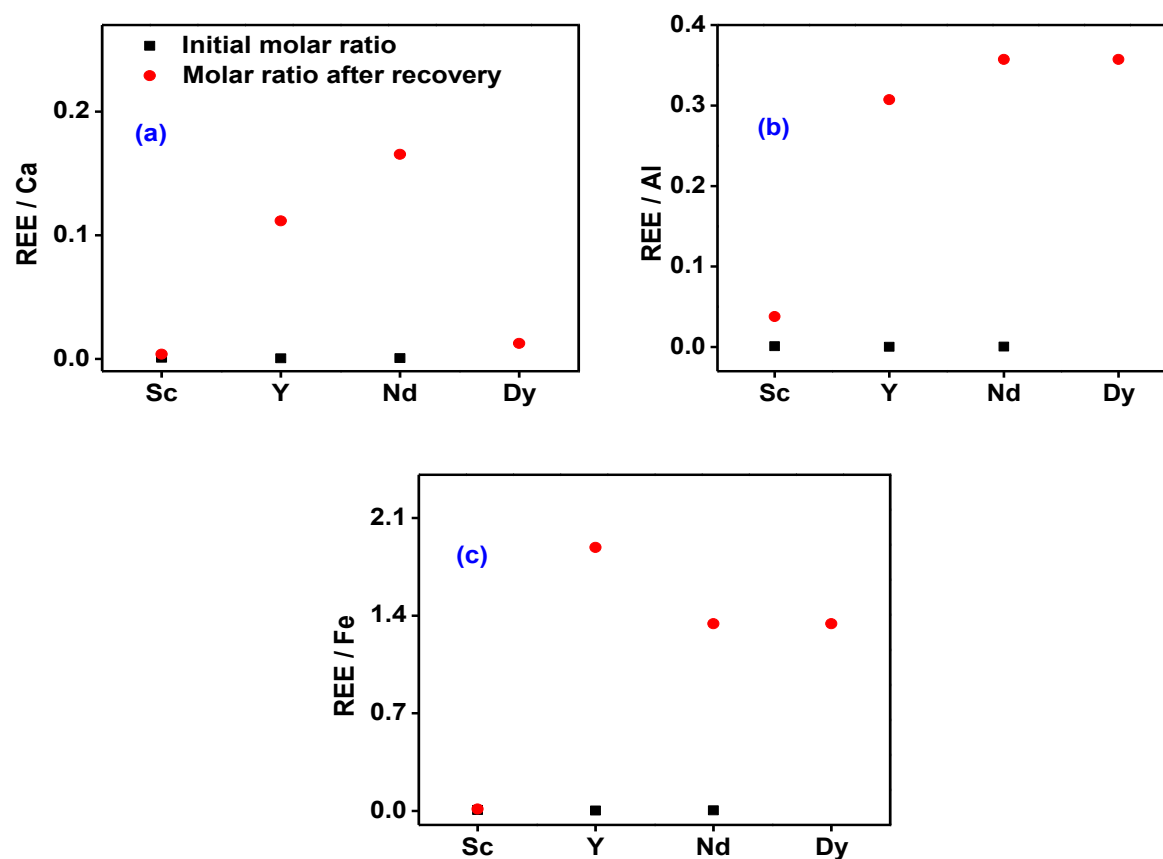 Initial molar ratio
Molar ratio after recovery
(a)
REE / Ca
0.2
0.1
0.0
Sc Y Nd Dy
(b)
REE / Al
0.4
0.3
0.2
0.1
0.0
Sc Y Nd Dy
(c)
REE / Fe
2.1
1.4
0.7
0.0
Sc Y Nd Dy